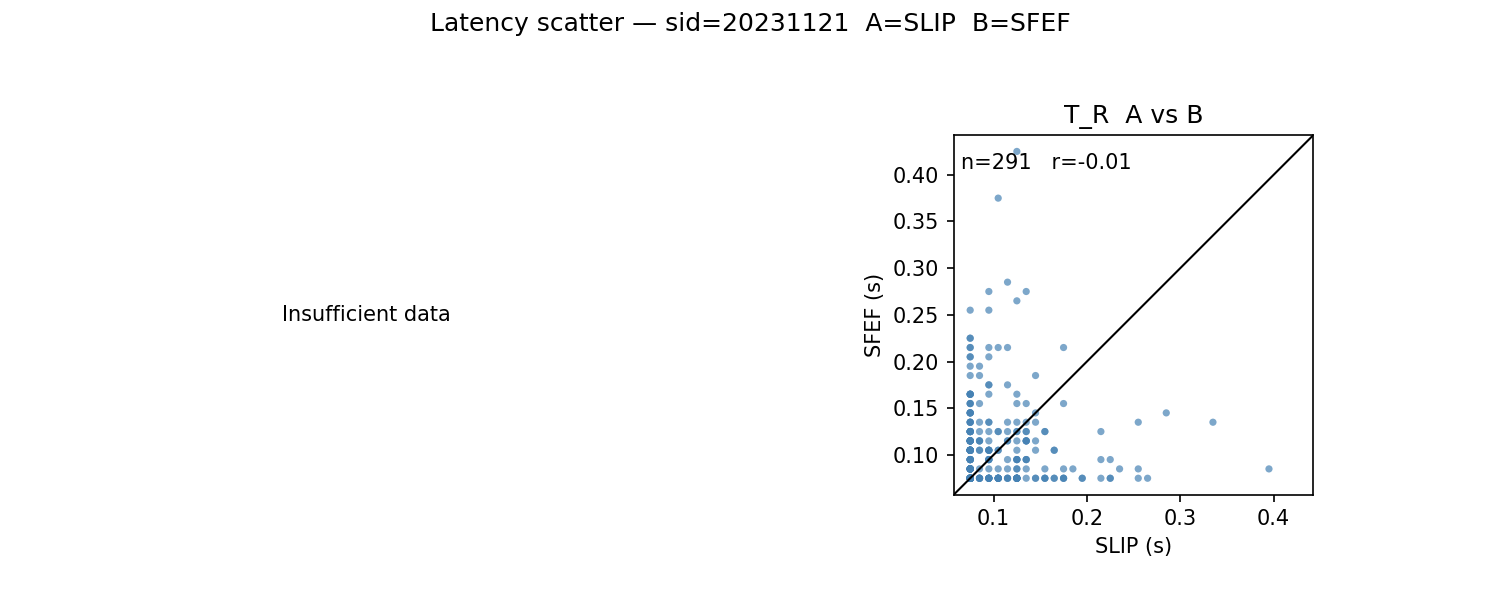 Latency scatter — sid=20231121  A=SLIP  B=SFEF
Insufficient data
T_R  A vs B
n=291   r=-0.01
0.40
0.35
0.30
0.25
0.20
0.15
0.10
SFEF (s)
0.1
0.2
0.3
0.4
SLIP (s)